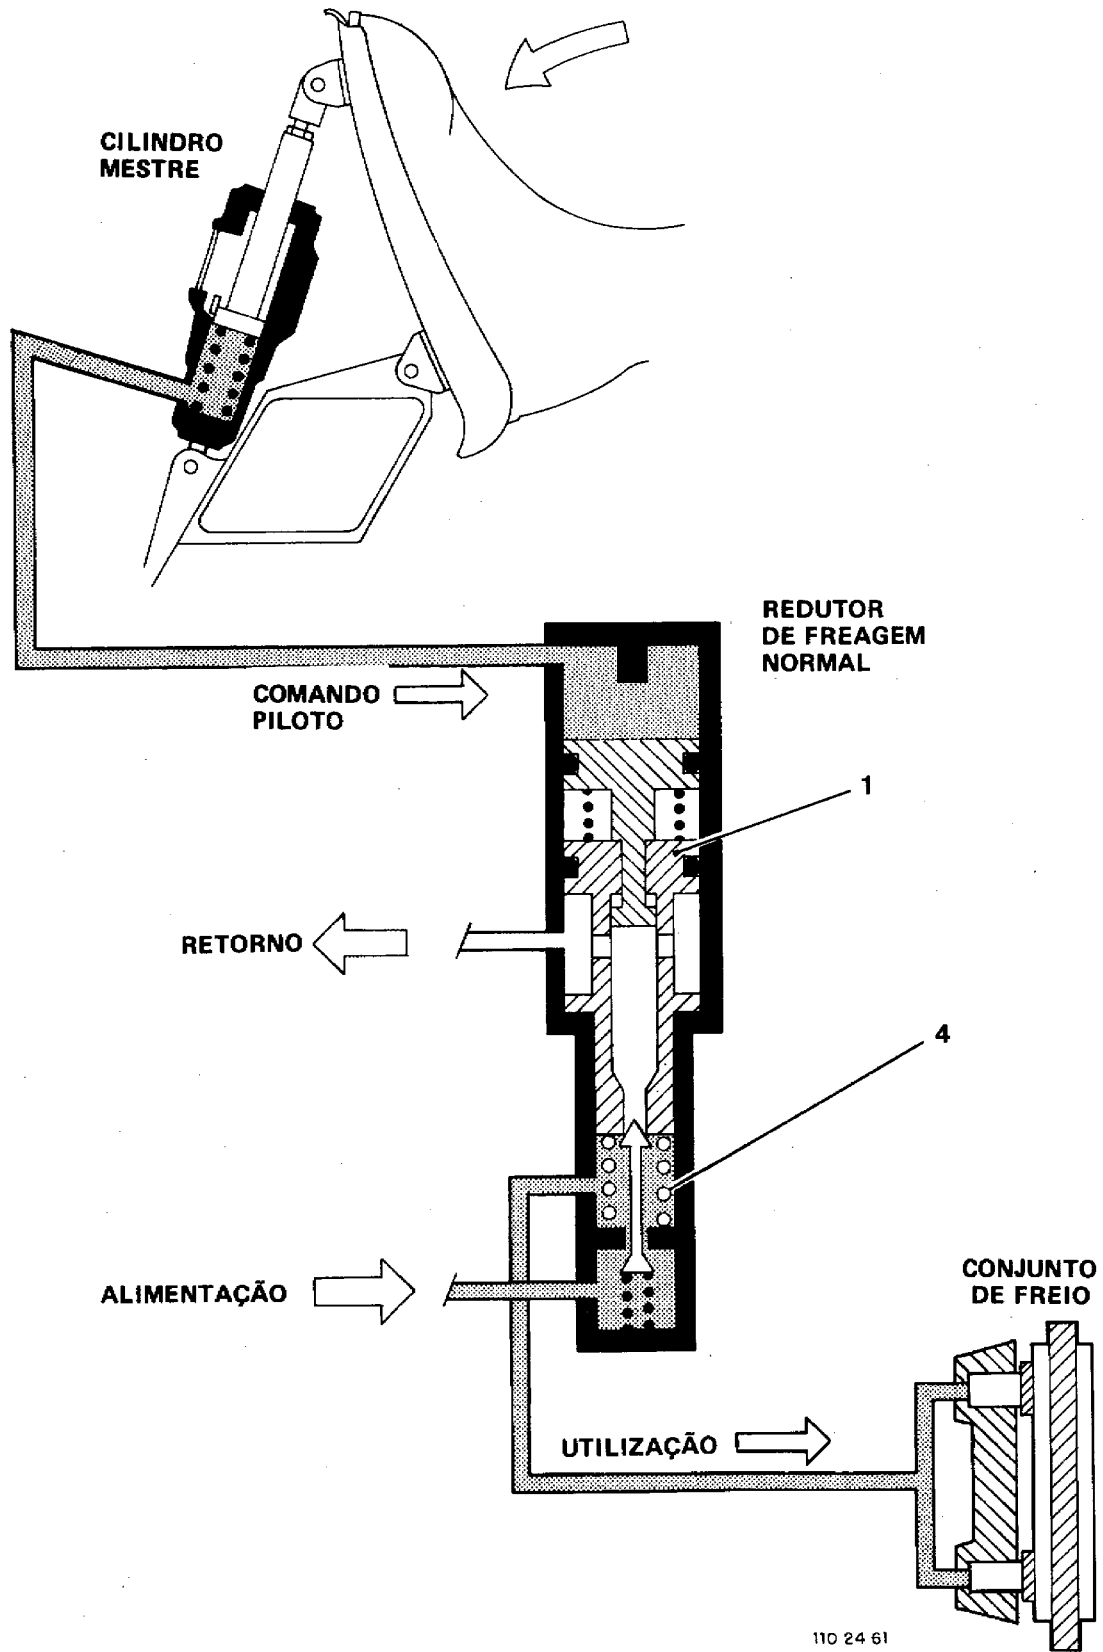 CILINDRO
MESTRE
REDUTOR
DE FREAGEM
NORMAL
COMANDO
PILOTO
1
RETORNO
4
ALIMENTAÇÃO
CONJUNTO
DE FREIO
UTILIZAÇÃO
110 24 61